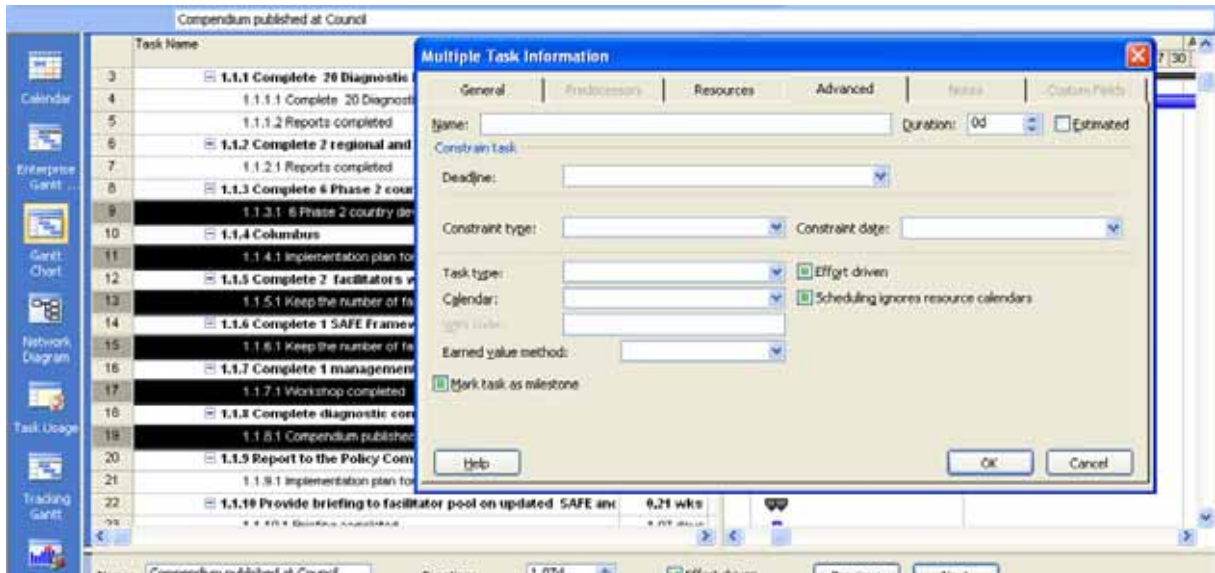 Compendium published at Council
Task Name
Calendar
Enterprise Gantt ...
Gantt Chart
Network Diagram
Task Usage
Tracking Gantt
3 1.1.1 Complete 20 Diagnostic
4 1.1.1.1 Complete 20 Diagnosti
5 1.1.1.2 Reports completed
6 1.1.2 Complete 2 regional and
7 1.1.2.1 Reports completed
8 1.1.3 Complete 6 Phase 2 cour
9 1.1.3.1 6 Phase 2 country de
10 1.1.4 Columbus
11 1.1.4.1 Implementation plan for
12 1.1.5 Complete 2 facilitators w
13 1.1.5.1 Keep the number of fa
14 1.1.6 Complete 1 SAFE Framew
15 1.1.6.1 Keep the number of fa
16 1.1.7 Complete 1 management
17 1.1.7.1 Workshop completed
18 1.1.8 Complete diagnostic com
19 1.1.8.1 Compendium published
20 1.1.9 Report to the Policy Com
21 1.1.9.1 Implementation plan for
22 1.1.10 Provide briefing to facilitator pool on updated SAFE and 0,21 wks
Multiple Task Information
General Predecessors Resources Advanced Notes Custom Fields
Name: Duration: 0d Estimated
Constrain task
Deadline:
Constraint type: Constraint date:
Task type: Effort driven
Calendar: Scheduling ignores resource calendars
WBS code:
Earned value method:
Mark task as milestone
Help OK Cancel
7 30
Compendium published at Council